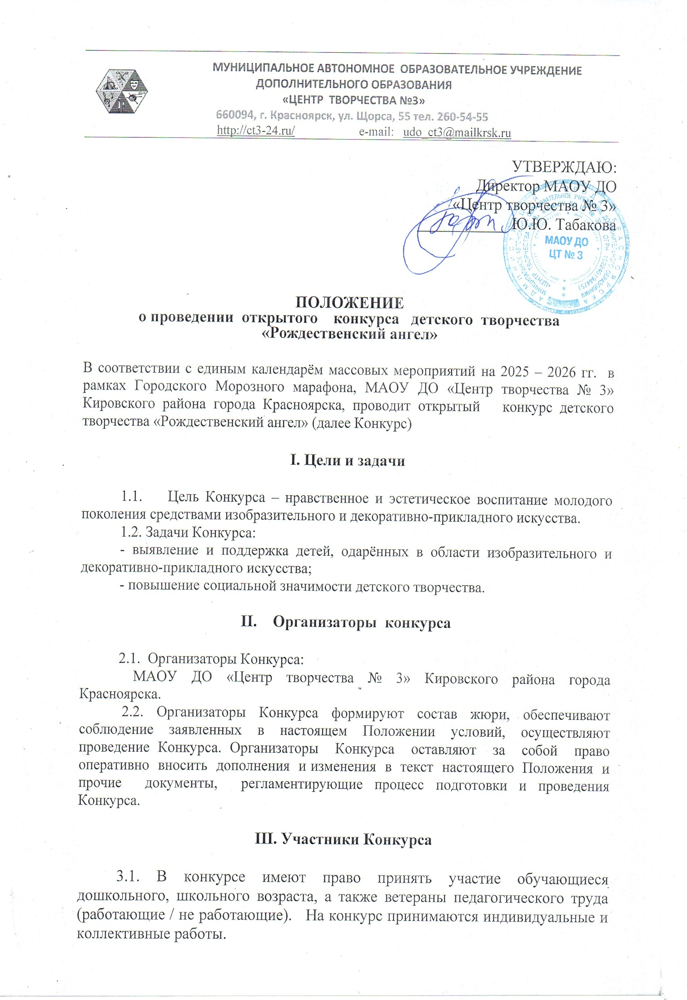 МУНИЦИПАЛЬНОЕ АВТОНОМНОЕ ОБРАЗОВАТЕЛЬНОЕ УЧРЕЖДЕНИЕ
ДОПОЛНИТЕЛЬНОГО ОБРАЗОВАНИЯ
«ЦЕНТР ТВОРЧЕСТВА №3»
660094, г. Красноярск, ул. Щорса, 55 тел. 260-54-55
http://ct3-24.ru/ e-mail: udo_ct3@mailkrsk.ru
УТВЕРЖДАЮ:
Директор МАОУ ДО
«Центр творчества № 3»
Ю.Ю. Табакова
МАОУ ДО
ЦТ № 3
ПОЛОЖЕНИЕ
о проведении открытого конкурса детского творчества
«Рождественский ангел»
В соответствии с единым календарём массовых мероприятий на 2025 – 2026 гг. в
рамках Городского Морозного марафона, МАОУ ДО «Центр творчества № 3»
Кировского района города Красноярска, проводит открытый конкурс детского
творчества «Рождественский ангел» (далее Конкурс)
I. Цели и задачи
1.1. Цель Конкурса – нравственное и эстетическое воспитание молодого
поколения средствами изобразительного и декоративно-прикладного искусства.
1.2. Задачи Конкурса:
- выявление и поддержка детей, одарённых в области изобразительного и
декоративно-прикладного искусства;
- повышение социальной значимости детского творчества.
II. Организаторы конкурса
2.1. Организаторы Конкурса:
МАОУ ДО «Центр творчества № 3» Кировского района города
Красноярска.
2.2. Организаторы Конкурса формируют состав жюри, обеспечивают
соблюдение заявленных в настоящем Положении условий, осуществляют
проведение Конкурса. Организаторы Конкурса оставляют за собой право
оперативно вносить дополнения и изменения в текст настоящего Положения и
прочие документы, регламентирующие процесс подготовки и проведения
Конкурса.
III. Участники Конкурса
3.1. В конкурсе имеют право принять участие обучающиеся
дошкольного, школьного возраста, а также ветераны педагогического труда
(работающие / не работающие). На конкурс принимаются индивидуальные и
коллективные работы.